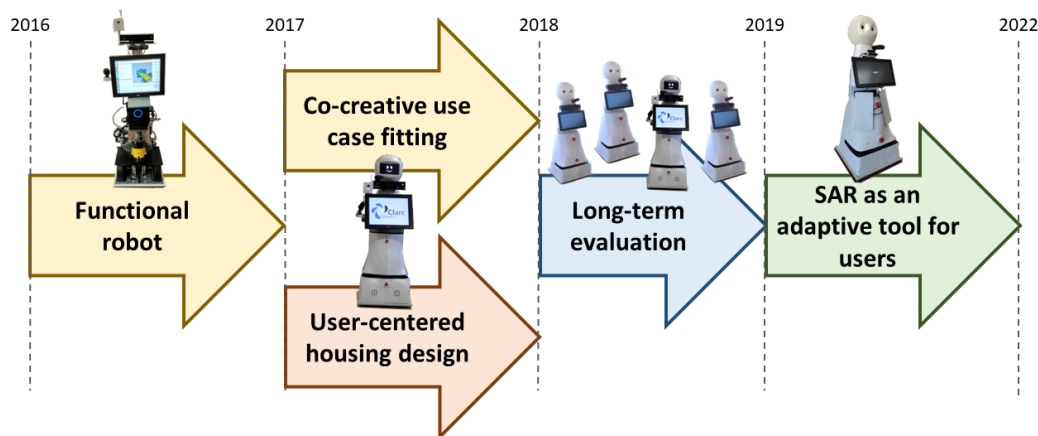 2016
2017
2018
2019
2022
Functional
robot
Co-creative use
case fitting
Clarc
User-centered
housing design
Clarc
Long-term
evaluation
SAR as an
adaptive tool for
users